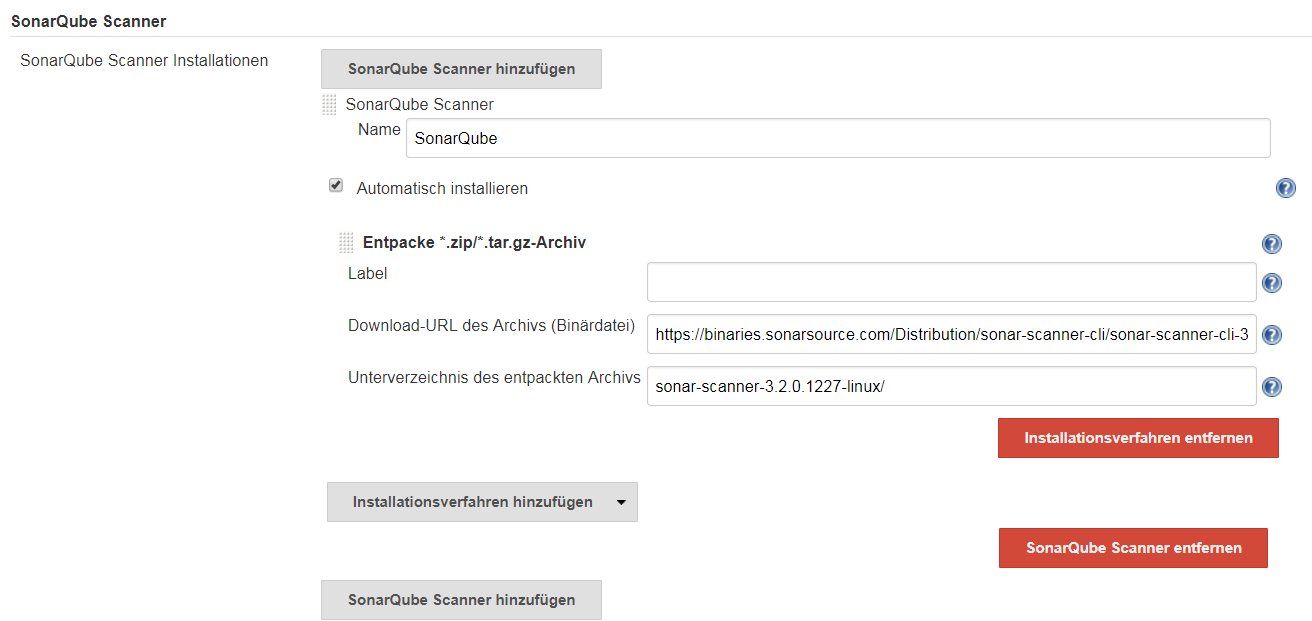 SonarQube Scanner
SonarQube Scanner Installationen
SonarQube Scanner hinzufügen
SonarQube Scanner
Name
SonarQube
Automatisch installieren
Entpacke *.zip/*.tar.gz-Archiv
Label
Download-URL des Archivs (Binärdatei)
https://binaries.sonarsource.com/Distribution/sonar-scanner-cli/sonar-scanner-cli-3
Unterverzeichnis des entpackten Archivs
sonar-scanner-3.2.0.1227-linux/
Installationsverfahren entfernen
Installationsverfahren hinzufügen
SonarQube Scanner entfernen
SonarQube Scanner hinzufügen